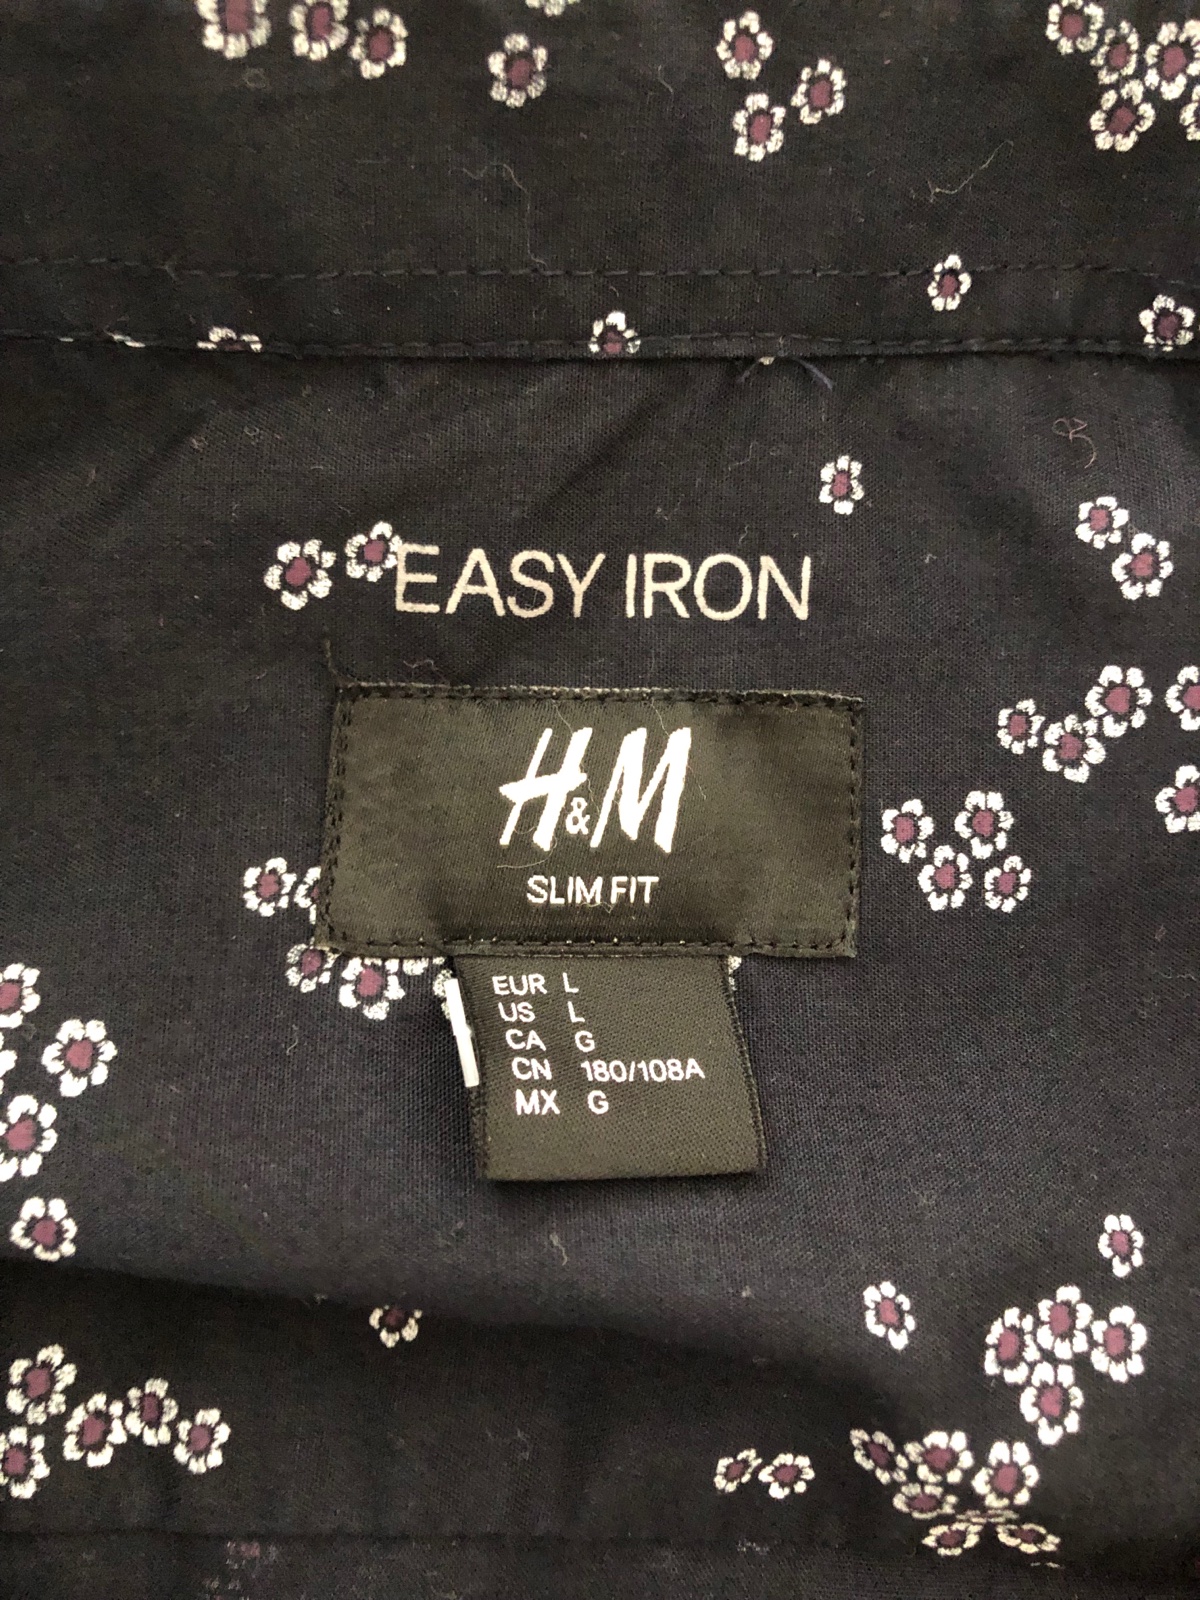 EASY IRON
H&M
SLIM FIT
EUR L
US L
CA G
CN 180/108A
MX G